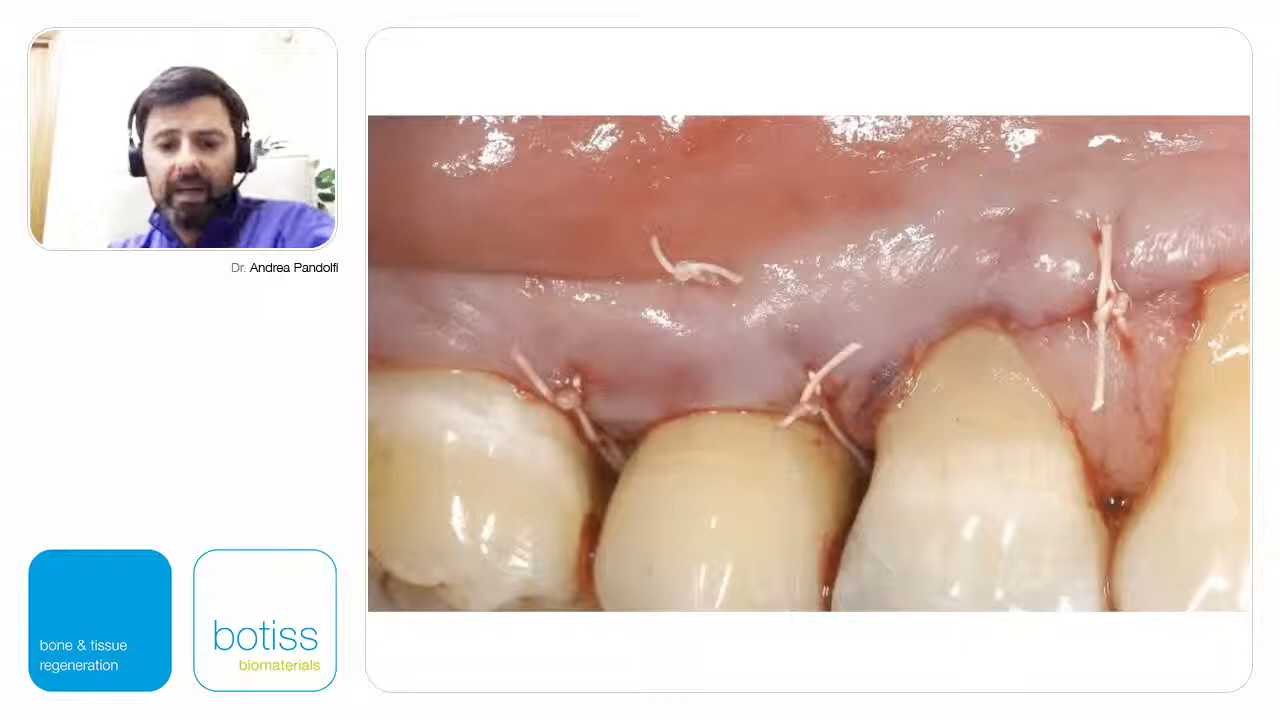 Dr. Andrea Pandolfi
bone & tissue
regeneration
botiss
biomaterials